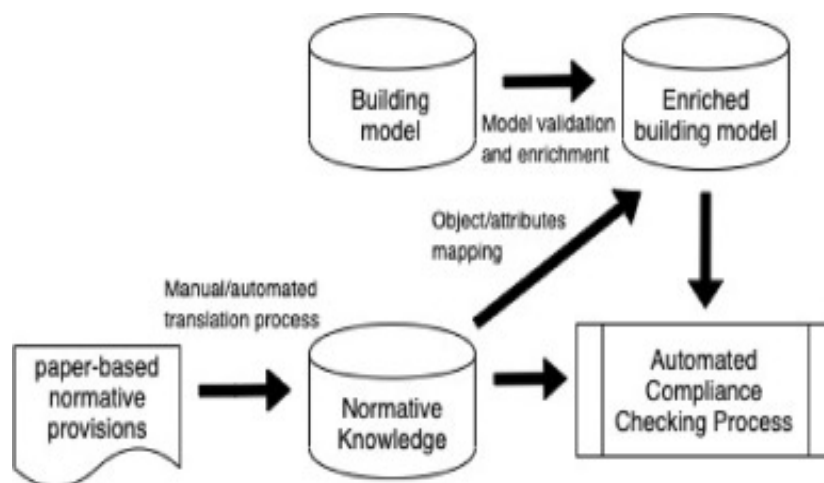 Building
model
Model validation
and enrichment
Enriched
building model
Object/attributes
mapping
Manual/automated
translation process
paper-based
normative
provisions
Normative
Knowledge
Automated
Compliance
Checking Process